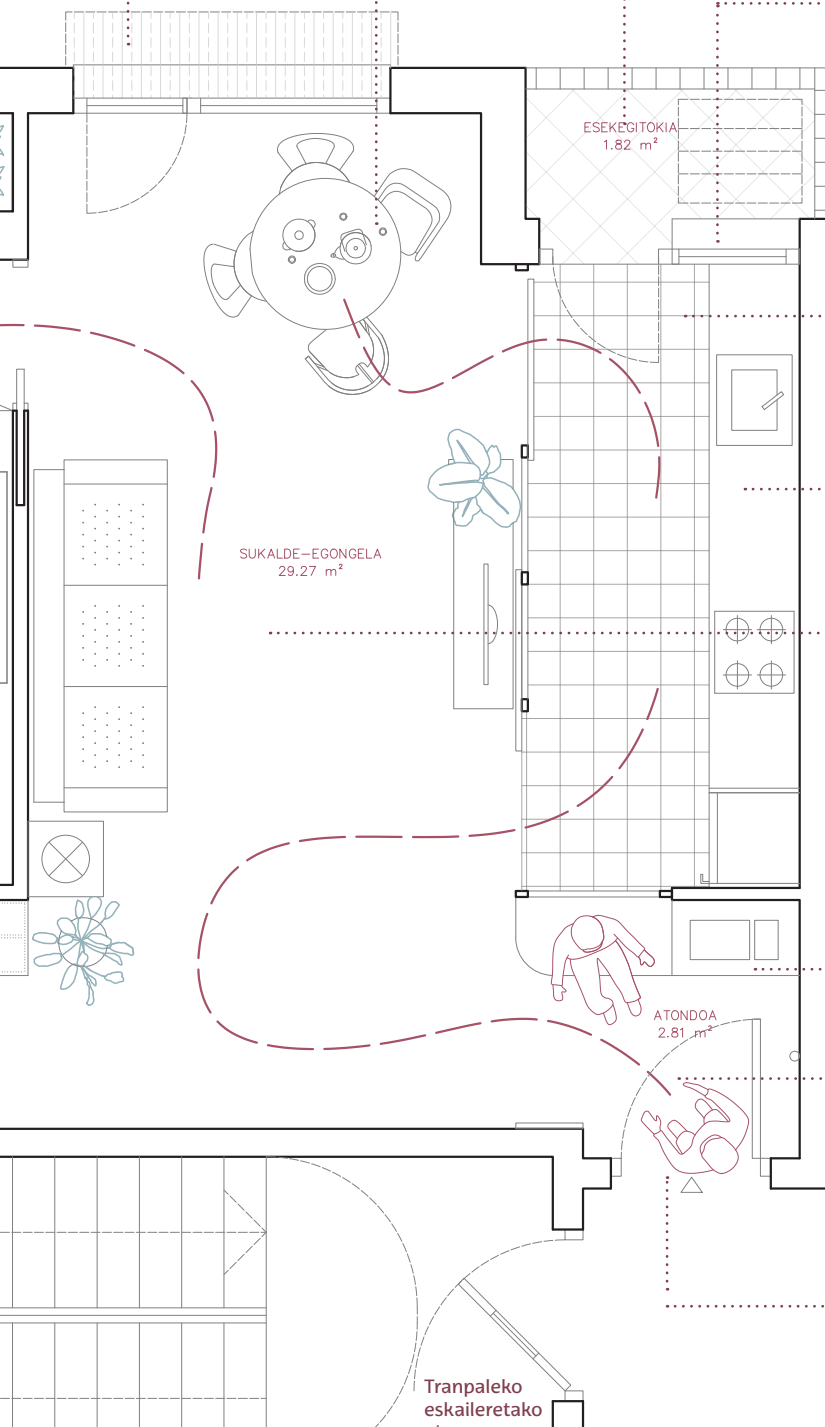 ESEKEGITOKIA
1.82 m²
SUKALDE-EGONGELA
29.27 m²
ATONDOA
2.81 m²
Tranpaleko
eskaileretako